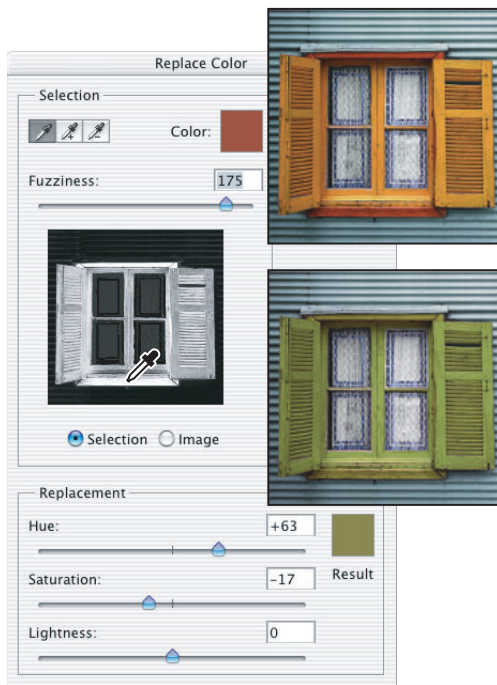 Replace Color
Selection
Color:
Fuzziness: 175
Selection Image
Replacement
Hue: +63
Result
Saturation: -17
Lightness: 0